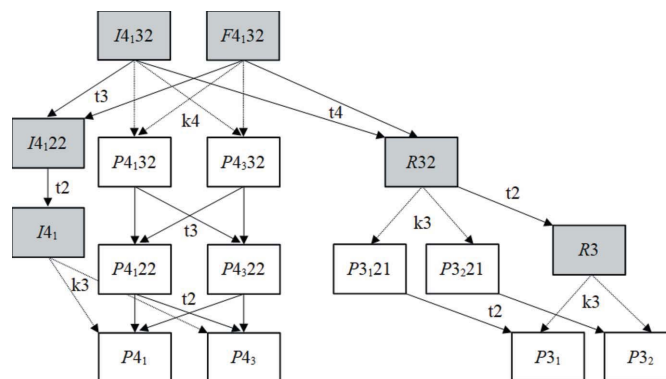 I4₁32 F4₁32
t3 k4 t4
I4₁22 P4₁32 P4₃32 R32
t2 t3 k3 t2
I4₁ P4₁22 P4₃22 P3₁21 P3₂21 R3
k3 t2 t2 k3
P4₁ P4₃ P3₁ P3₂